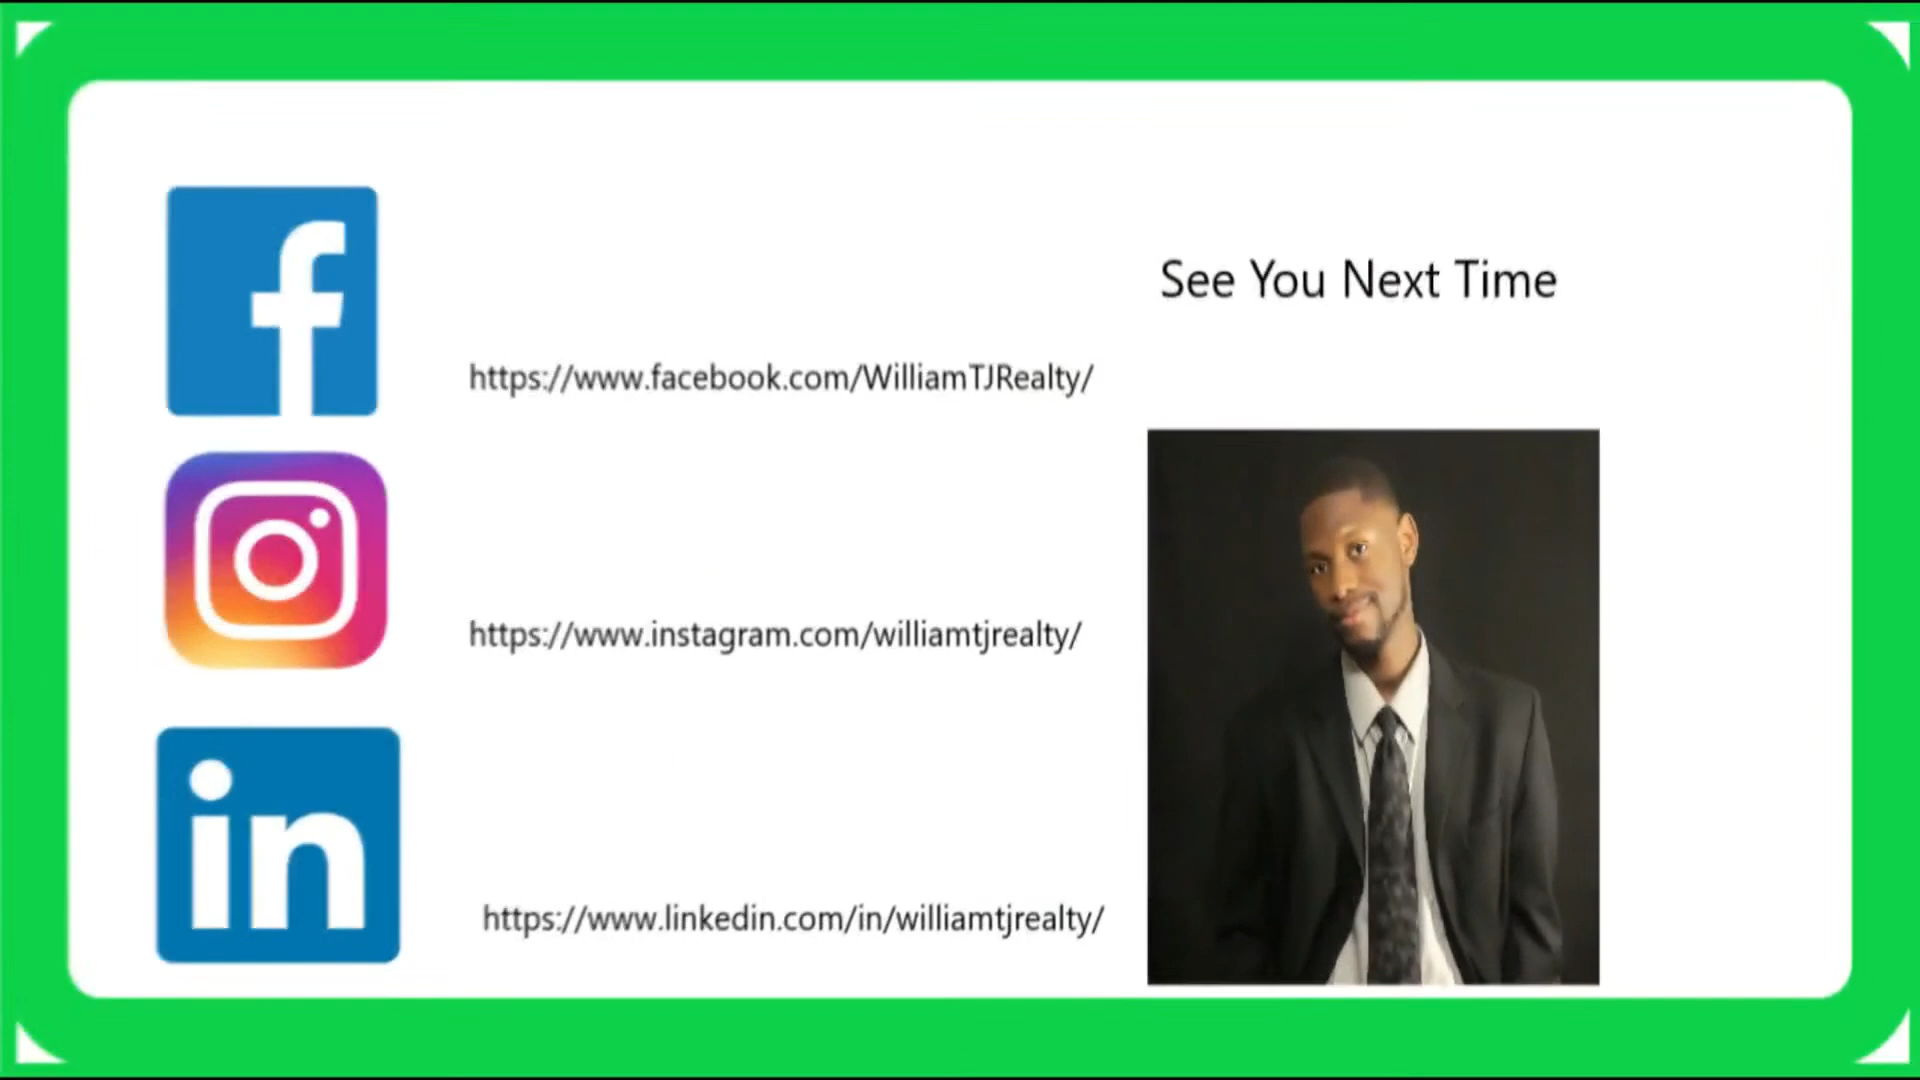 See You Next Time
https://www.facebook.com/WilliamTJRealty/
https://www.instagram.com/williamtjrealty/
in
https://www.linkedin.com/in/williamtjrealty/